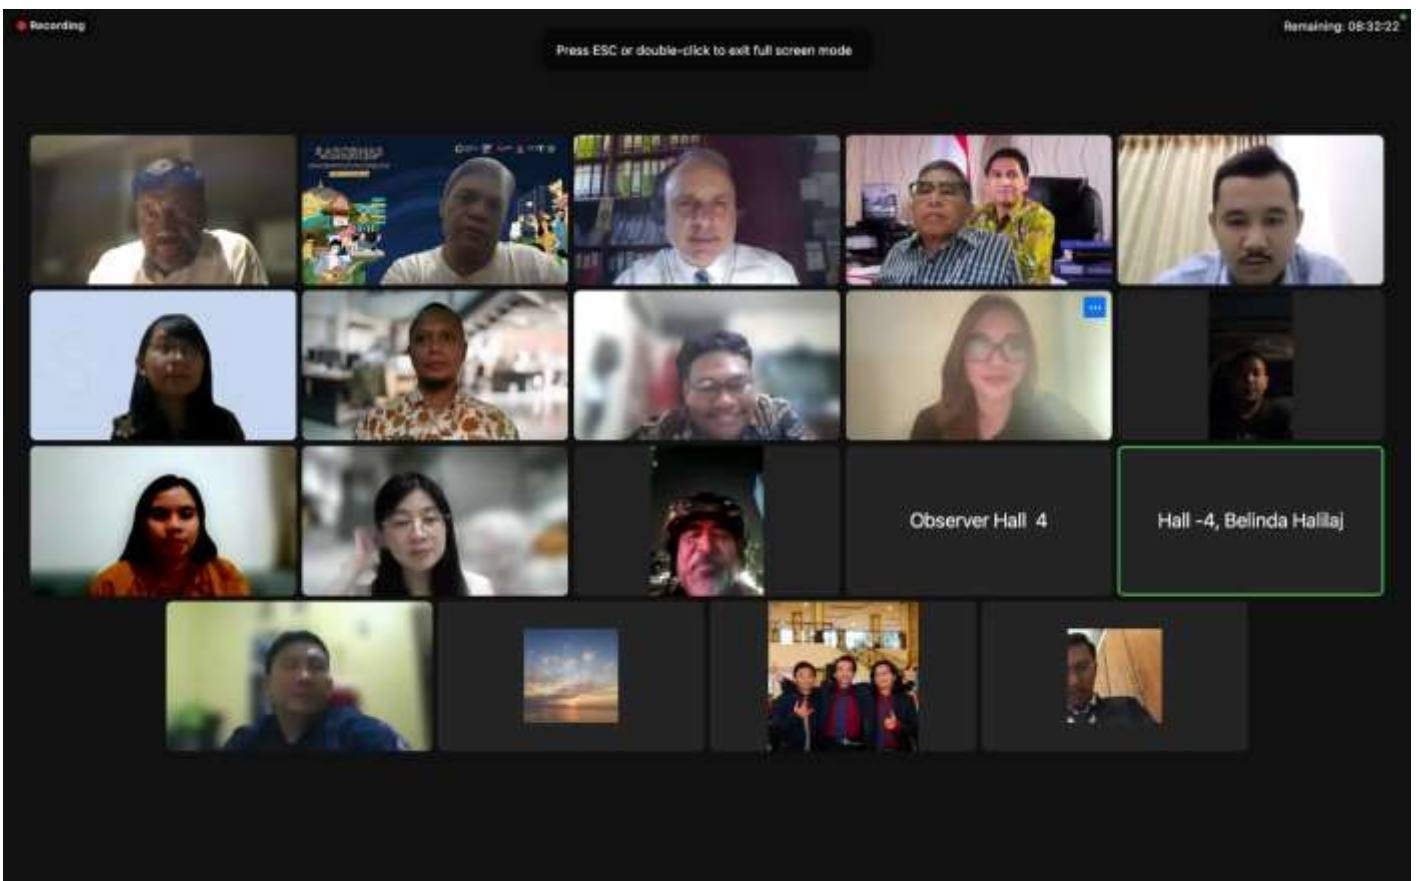 Recording
Remaining: 08:32:22
Press ESC or double-click to exit full screen mode
Observer Hall 4
Hall -4, Belinda Halilaj